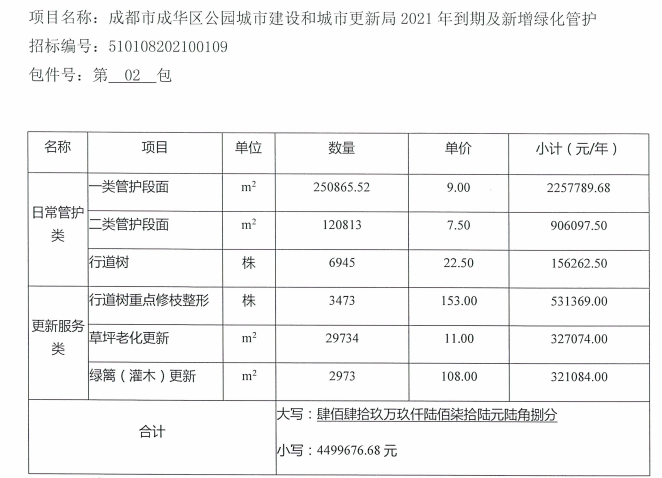 项目名称：成都市成华区公园城市建设和城市更新局 2021 年到期及新增绿化管护
招标编号：510108202100109
包件号：第 02 包
名称 项目 单位 数量 单价 小计（元/年）
日常管护类 一类管护段面 m² 250865.52 9.00 2257789.68
二类管护段面 m² 120813 7.50 906097.50
行道树 株 6945 22.50 156262.50
更新服务类 行道树重点修枝整形 株 3473 153.00 531369.00
草坪老化更新 m² 29734 11.00 327074.00
绿篱（灌木）更新 m² 2973 108.00 321084.00
合计 大写：肆佰肆拾玖万玖仟陆佰柒拾陆元陆角捌分
小写：4499676.68 元